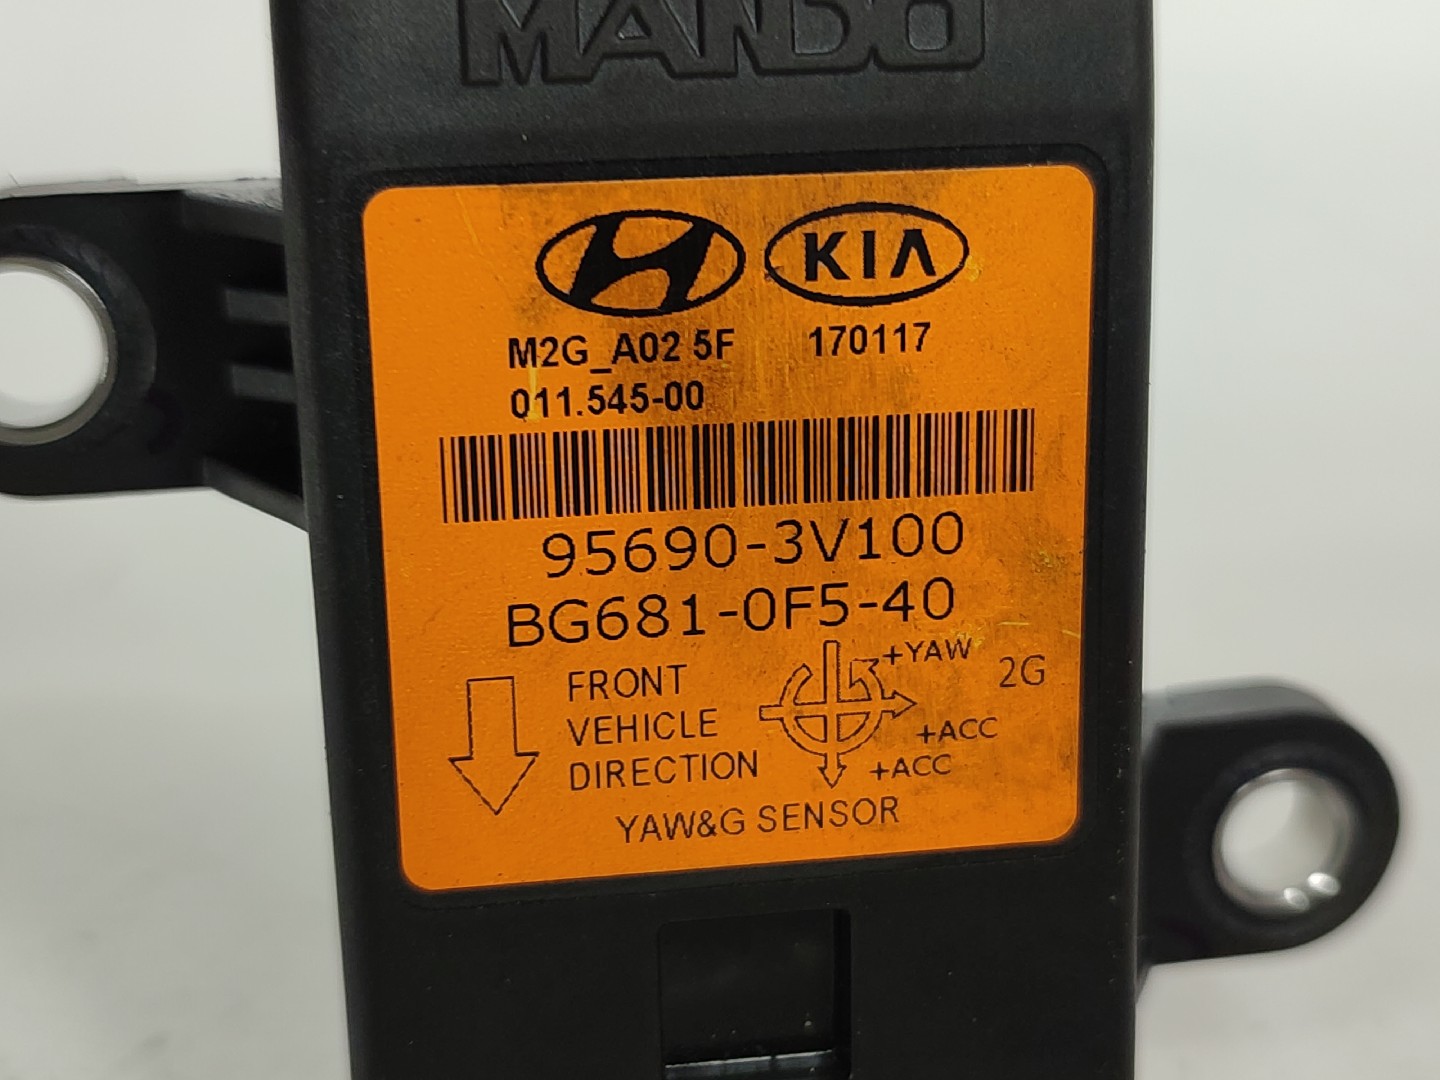 MANDO
KIA
M2G_A02 5F 170117
011.545-00
95690-3V100
BG681-0F5-40
FRONT
VEHICLE
DIRECTION
+YAW
2G
+ACC
+ACC
YAW&G SENSOR